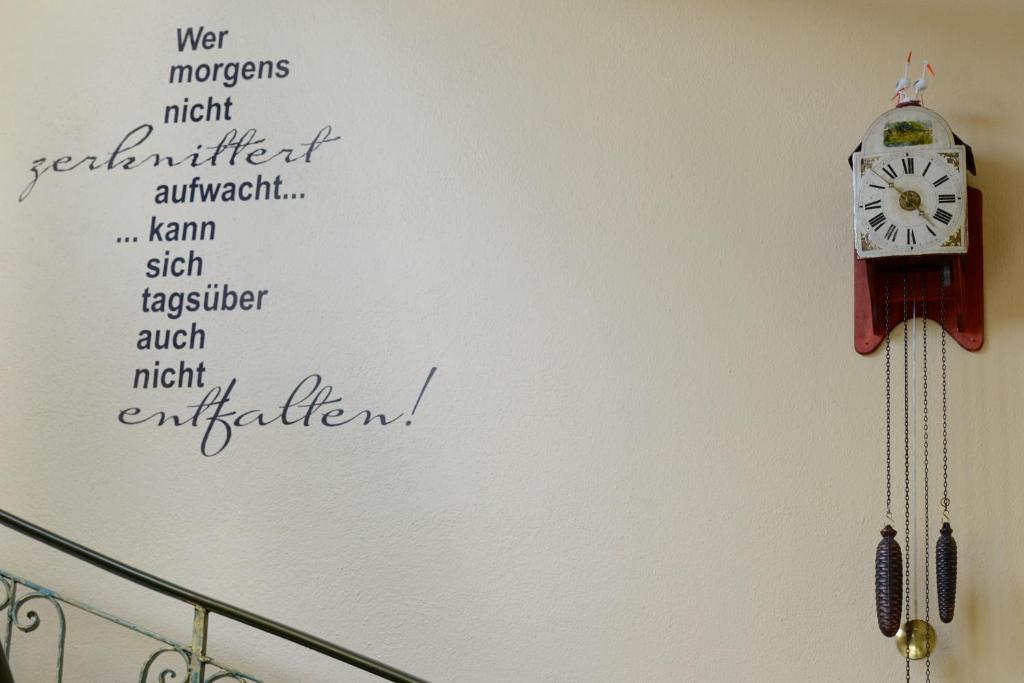 Wer
morgens
nicht
zerknittert
aufwacht...
... kann
sich
tagsüber
auch
nicht
entfalten!